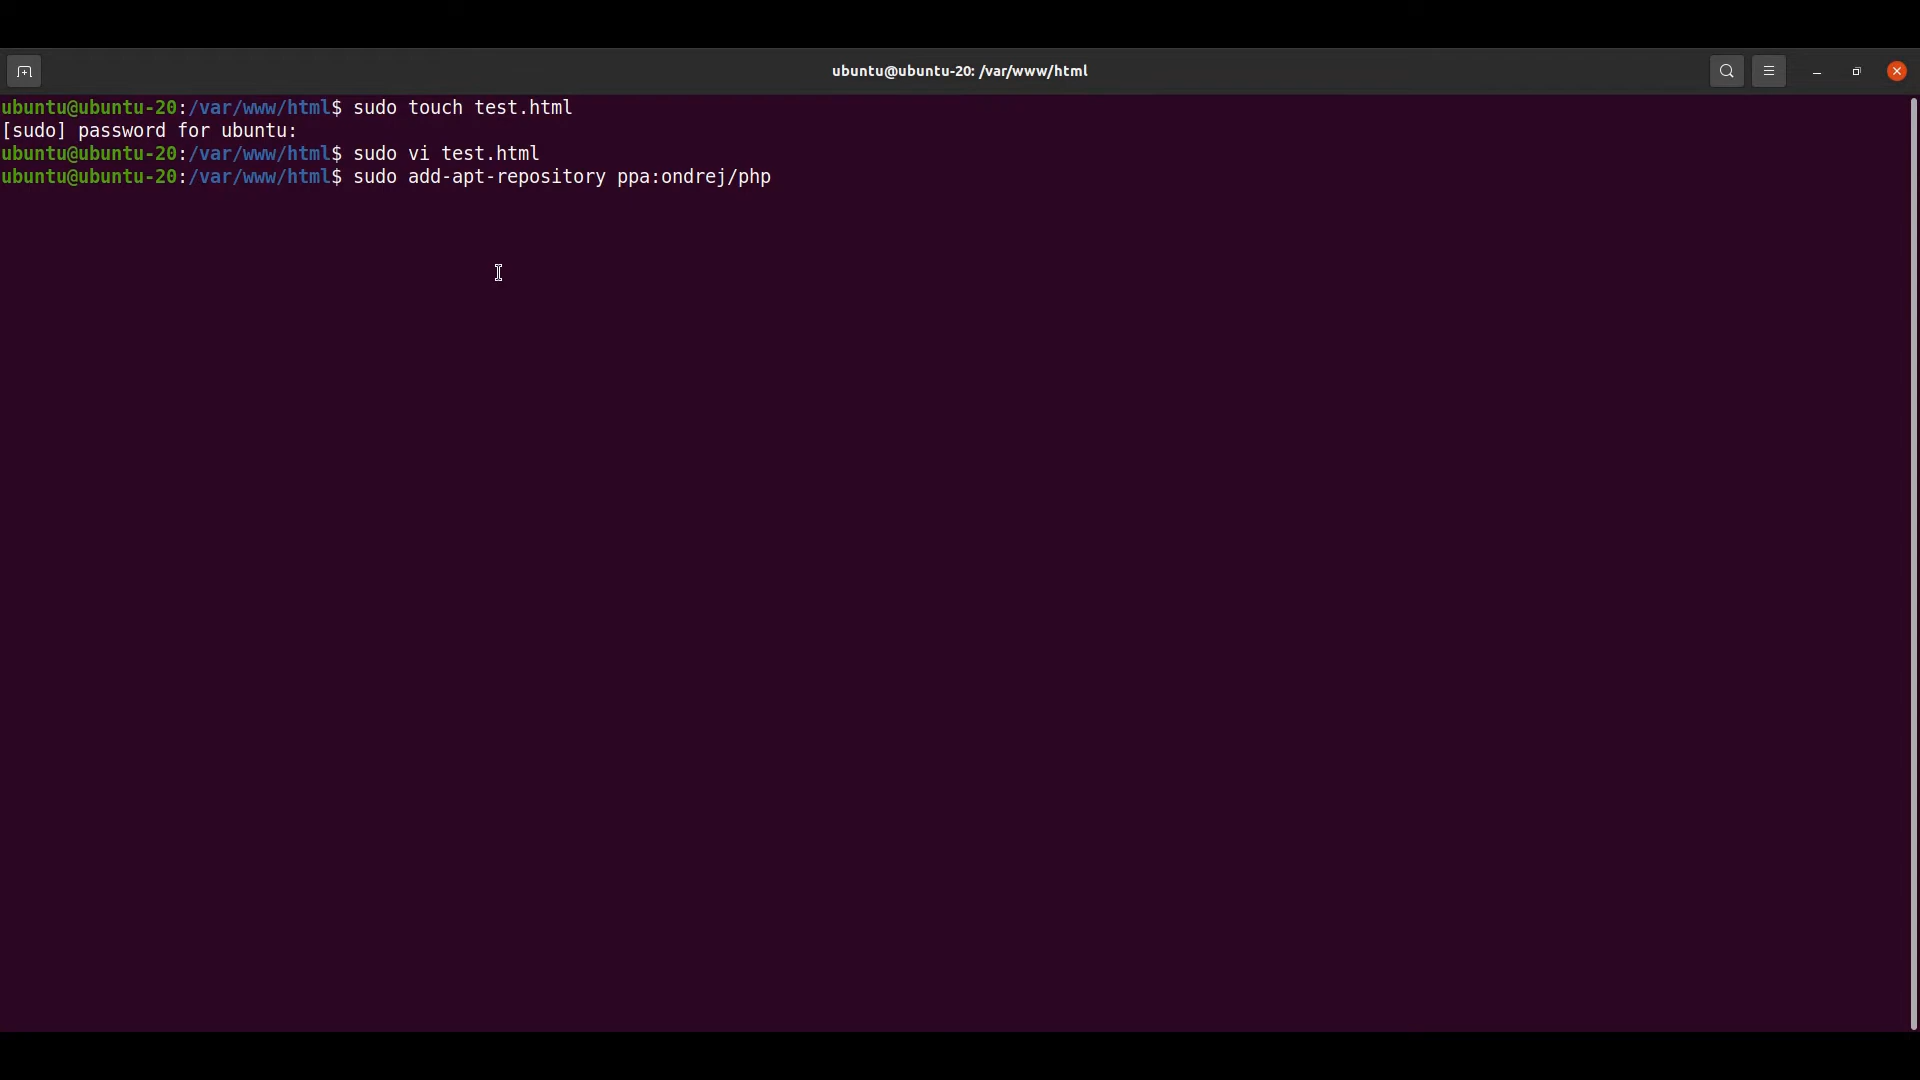 ubuntu@ubuntu-20: /var/www/html
ubuntu@ubuntu-20:/var/www/html$ sudo touch test.html
[sudo] password for ubuntu:
ubuntu@ubuntu-20:/var/www/html$ sudo vi test.html
ubuntu@ubuntu-20:/var/www/html$ sudo add-apt-repository ppa:ondrej/php